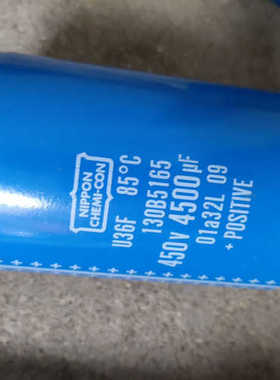 NIPPON
CHEMI-CON
U36F 85°C
130B5165
450V 4500µF
01a32L 09
+ POSITIVE